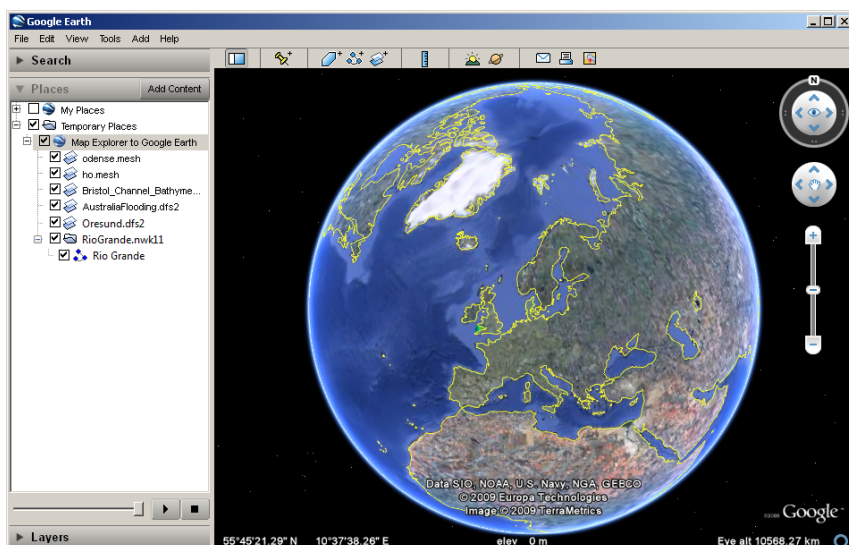 Google Earth
File Edit View Tools Add Help
Search
Places
Add Content
My Places
Temporary Places
Map Explorer to Google Earth
odense.mesh
ho.mesh
Bristol_Channel_Bathyme...
AustraliaFlooding.dfs2
Oresund.dfs2
RioGrande.nwk11
Rio Grande
Layers
N
Data SIO, NOAA, U.S. Navy, NGA, GEBCO
© 2009 Europa Technologies
Image © 2009 TerraMetrics
Google
55°45'21.29" N 10°37'38.26" E elev 0 m Eye alt 10568.27 km